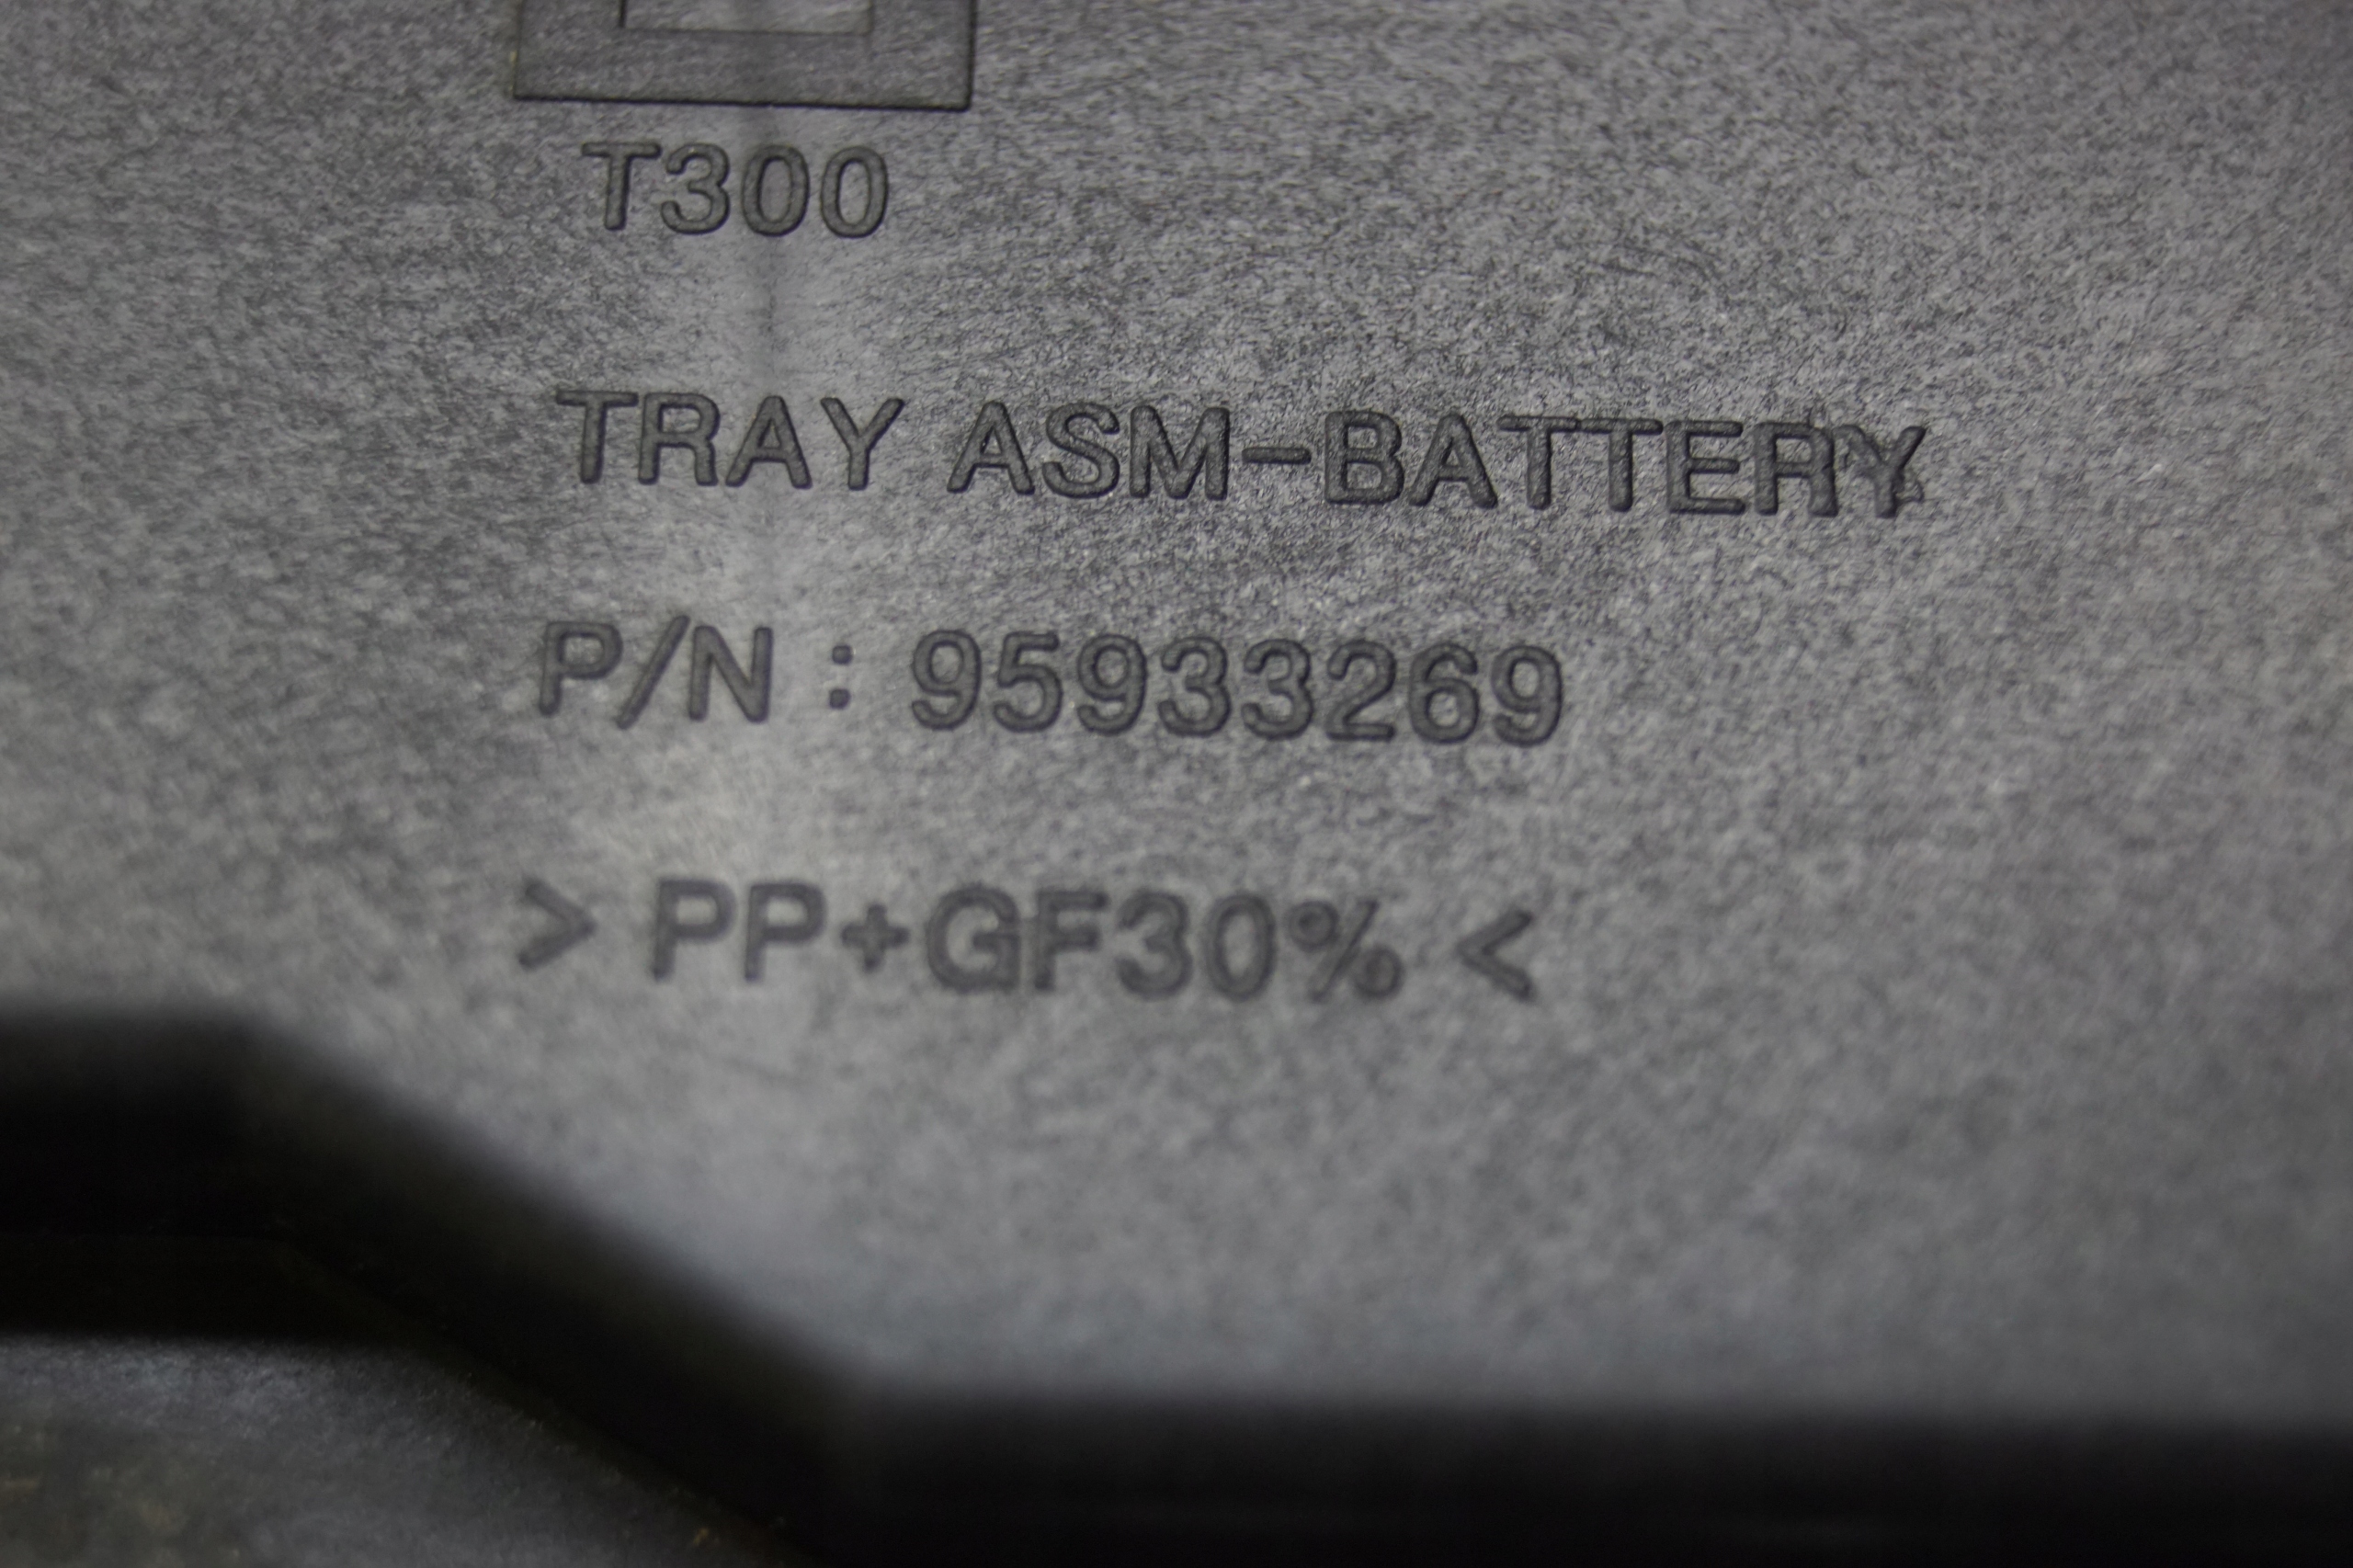 T300
TRAY ASM-BATTERY
P/N : 95933269
> PP+GF30% <